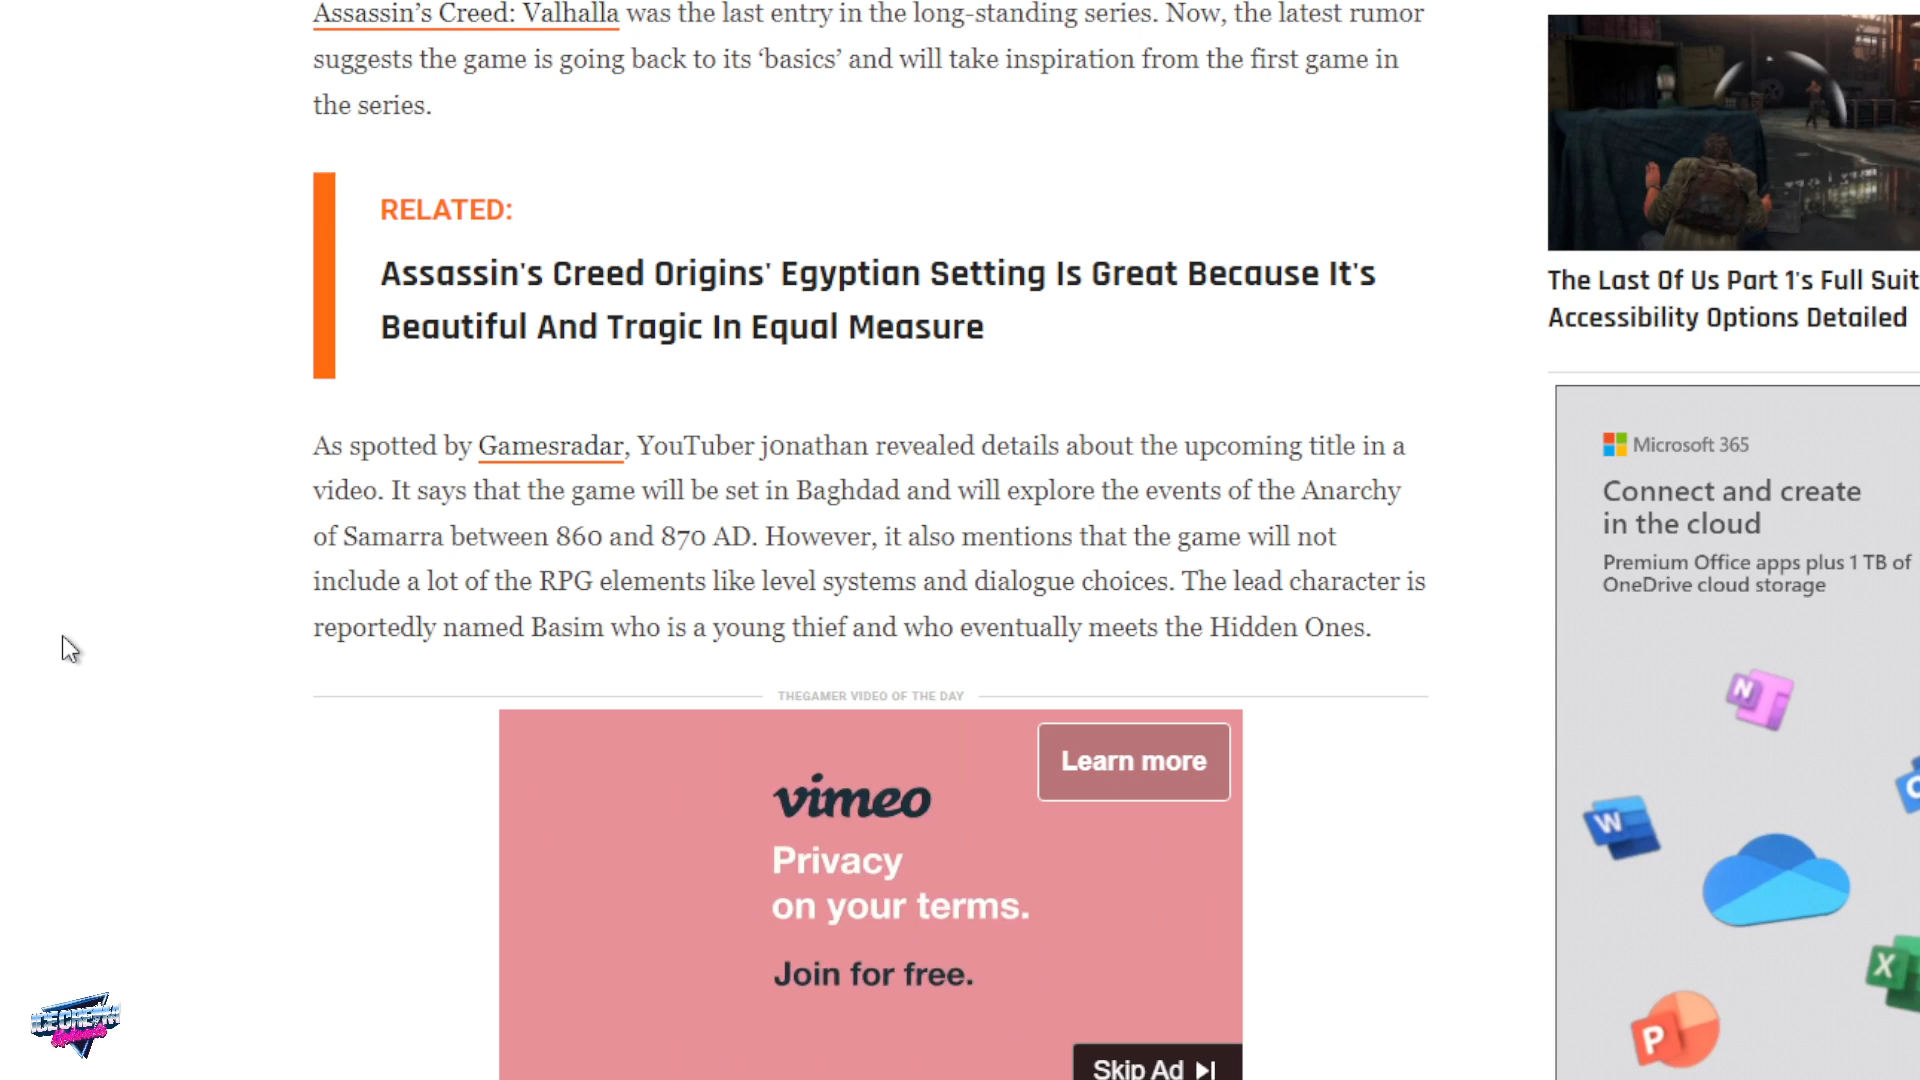 Assassin’s Creed: Valhalla was the last entry in the long-standing series. Now, the latest rumor
suggests the game is going back to its ‘basics’ and will take inspiration from the first game in
the series.
RELATED:
Assassin's Creed Origins' Egyptian Setting Is Great Because It's
Beautiful And Tragic In Equal Measure
As spotted by Gamesradar, YouTuber j0nathan revealed details about the upcoming title in a
video. It says that the game will be set in Baghdad and will explore the events of the Anarchy
of Samarra between 860 and 870 AD. However, it also mentions that the game will not
include a lot of the RPG elements like level systems and dialogue choices. The lead character is
reportedly named Basim who is a young thief and who eventually meets the Hidden Ones.
THEGAMER VIDEO OF THE DAY
Learn more
vimeo
Privacy
on your terms.
Join for free.
Skip Ad
The Last Of Us Part 1's Full Suit
Accessibility Options Detailed
Microsoft 365
Connect and create
in the cloud
Premium Office apps plus 1 TB of
OneDrive cloud storage
N
W
X
P